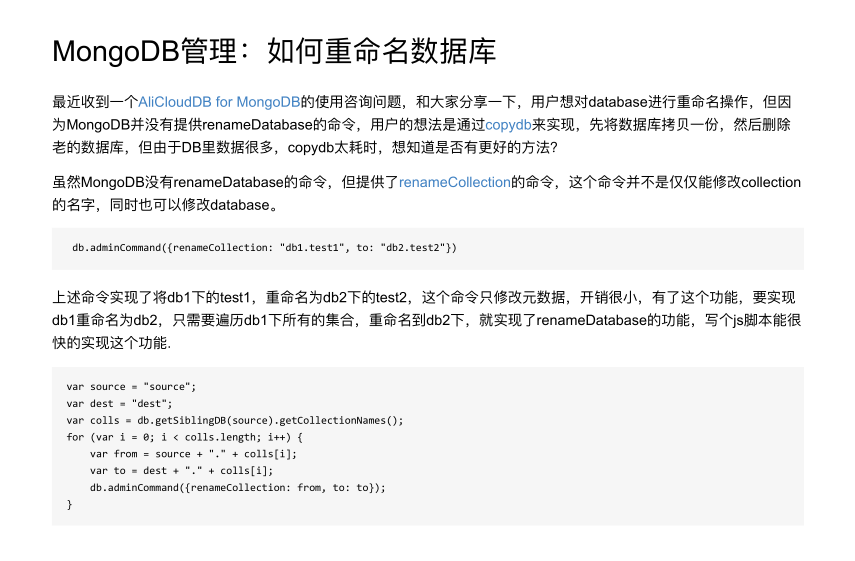 MongoDB管理：如何重命名数据库
最近收到一个AliCloudDB for MongoDB的使用咨询问题，和大家分享一下，用户想对database进行重命名操作，但因
为MongoDB并没有提供renameDatabase的命令，用户的想法是通过copydb来实现，先将数据库拷贝一份，然后删除
老的数据库，但由于DB里数据很多，copydb太耗时，想知道是否有更好的方法？
虽然MongoDB没有renameDatabase的命令，但提供了renameCollection的命令，这个命令并不是仅仅能修改collection
的名字，同时也可以修改database。
db.adminCommand({renameCollection: "db1.test1", to: "db2.test2"})
上述命令实现了将db1下的test1，重命名为db2下的test2，这个命令只修改元数据，开销很小，有了这个功能，要实现
db1重命名为db2，只需要遍历db1下所有的集合，重命名到db2下，就实现了renameDatabase的功能，写个js脚本能很
快的实现这个功能.
var source = "source";
var dest = "dest";
var colls = db.getSiblingDB(source).getCollectionNames();
for (var i = 0; i < colls.length; i++) {
    var from = source + "." + colls[i];
    var to = dest + "." + colls[i];
    db.adminCommand({renameCollection: from, to: to});
}